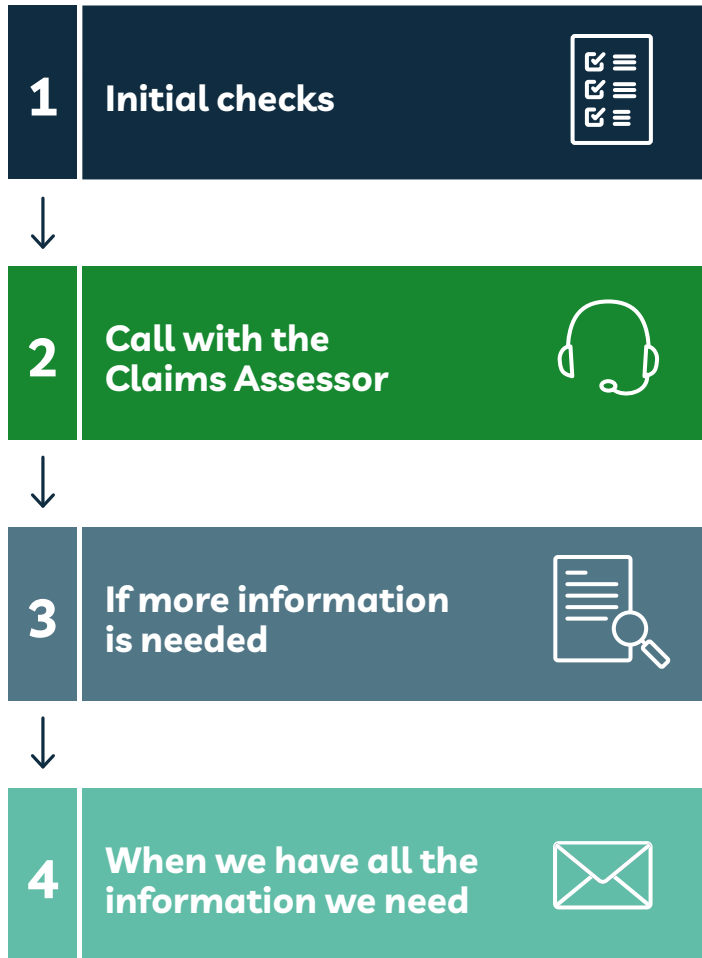 1
Initial checks
2
Call with the
Claims Assessor
3
If more information
is needed
4
When we have all the
information we need